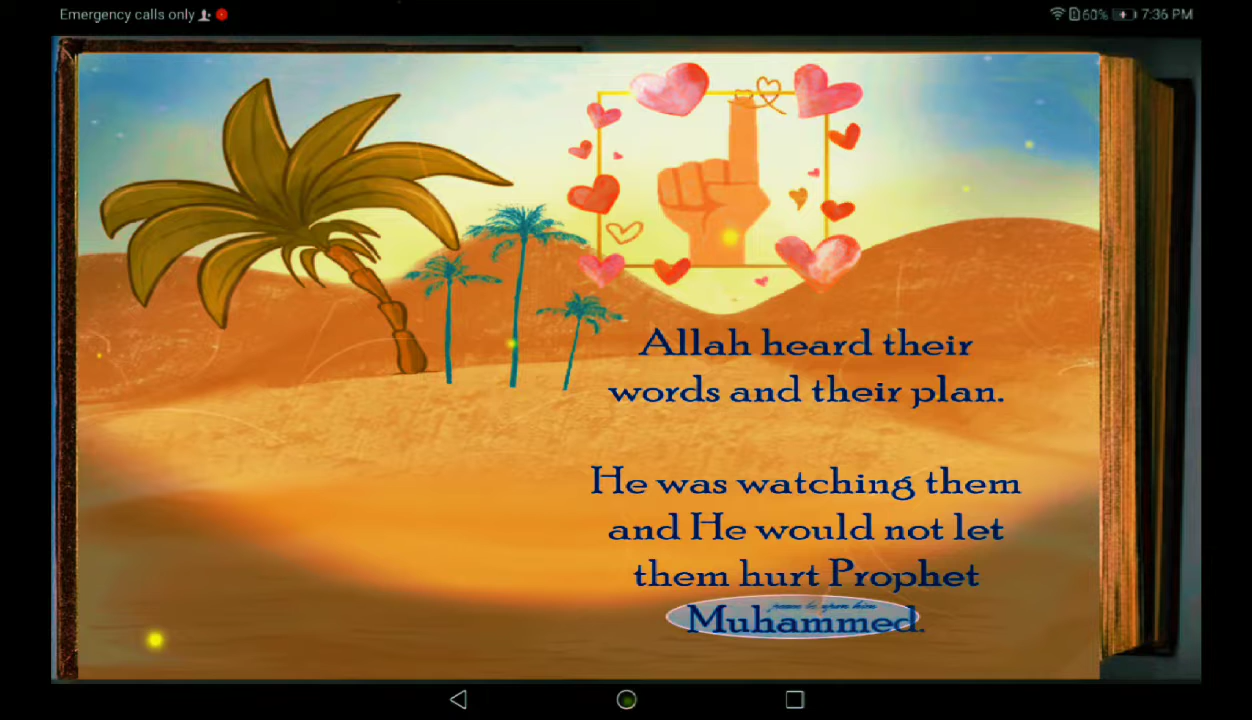 Emergency calls only
60% 7:36 PM
Allah heard their
words and their plan.
He was watching them
and He would not let
them hurt Prophet
peace be upon him
Muhammed.